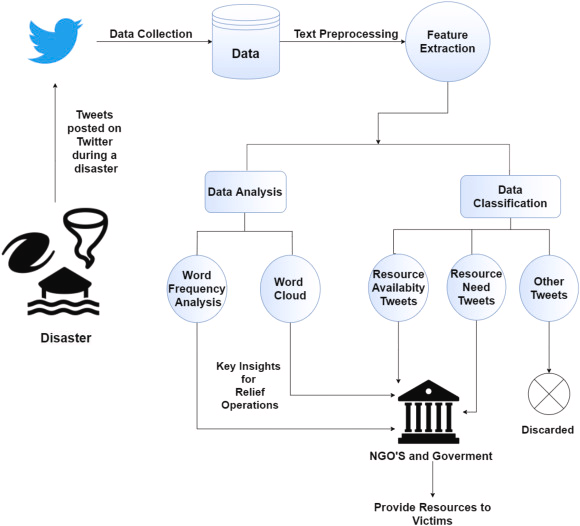 Data Collection
Data
Text Preprocessing
Feature
Extraction
Tweets
posted on
Twitter
during a
disaster
Disaster
Data Analysis
Data
Classification
Word
Frequency
Analysis
Word
Cloud
Resource
Availabity
Tweets
Resource
Need
Tweets
Other
Tweets
Key Insights
for
Relief
Operations
Discarded
NGO'S and Goverment
Provide Resources to
Victims